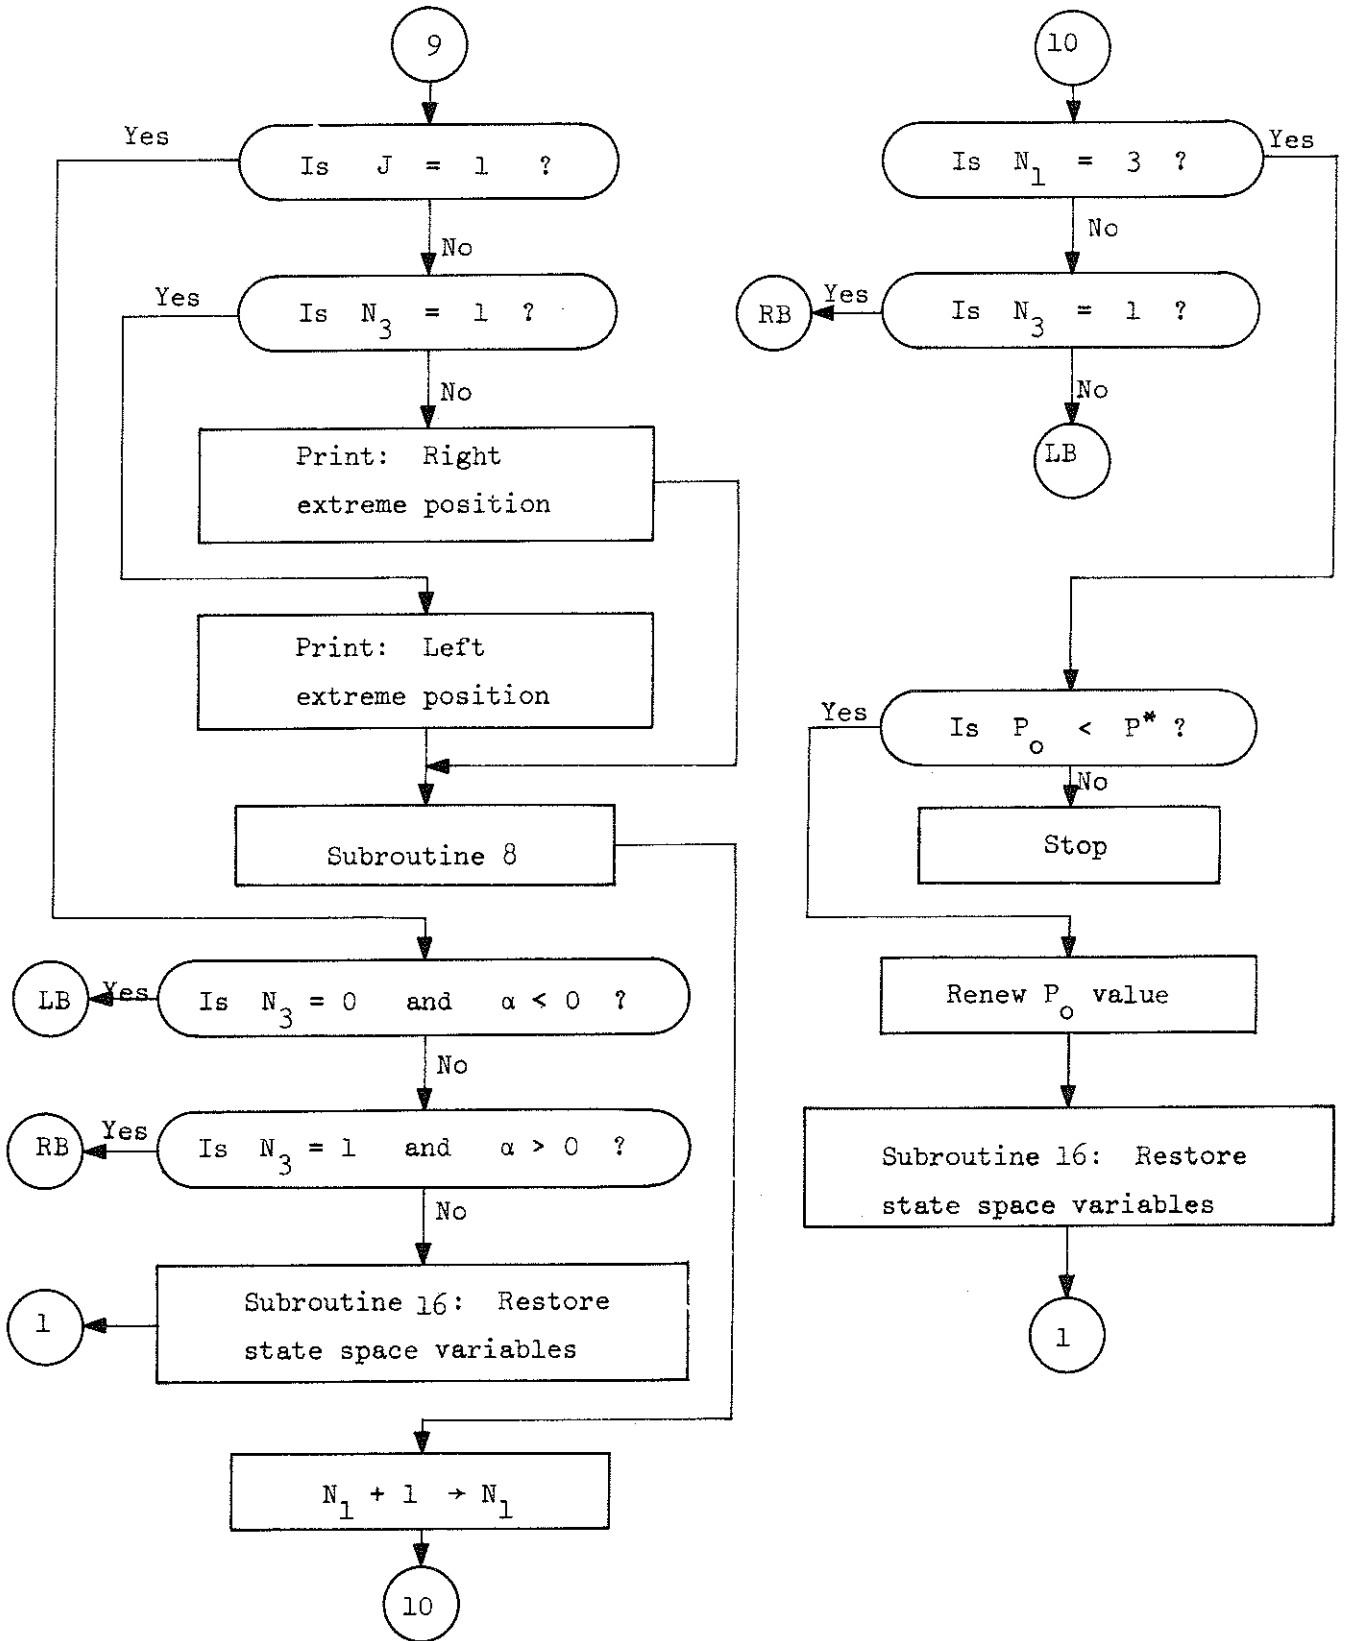 9
Yes
Is J = 1 ?
No
Yes
Is N3 = 1 ?
No
Print: Right
extreme position
Print: Left
extreme position
Subroutine 8
LB
Yes
Is N3 = 0 and α < 0 ?
No
RB
Yes
Is N3 = 1 and α > 0 ?
No
Subroutine 16: Restore
state space variables
1
N1 + 1 → N1
10
10
Is N1 = 3 ?
Yes
No
RB
Yes
Is N3 = 1 ?
No
LB
Yes
Is Po < P* ?
No
Stop
Renew Po value
Subroutine 16: Restore
state space variables
1